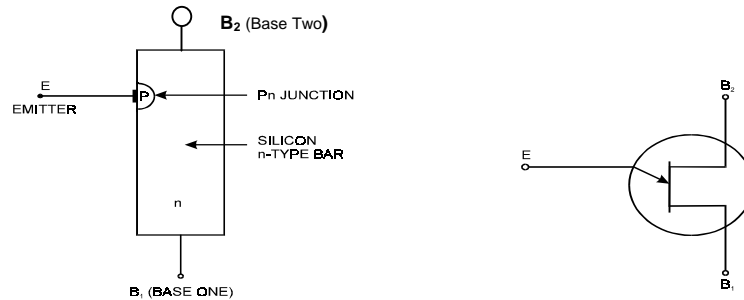 B₂ (Base Two)
E
EMITTER
P
Pn JUNCTION
SILICON
n-TYPE BAR
n
B₁ (BASE ONE)
B₂
E
B₁